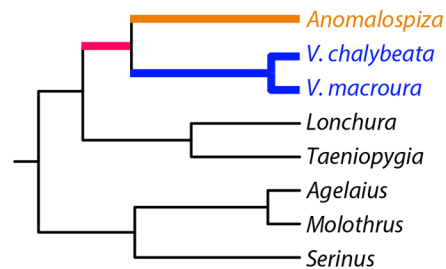 Anomalospiza
V. chalybeata
V. macroura
Lonchura
Taeniopygia
Agelaius
Molothrus
Serinus